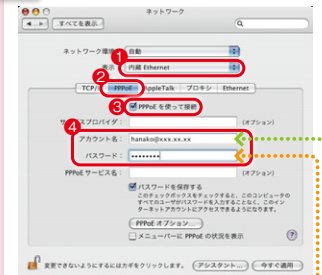 ネットワーク
すべてを表示
ネットワーク環境： 自動
1
表示： 内蔵 Ethernet
2
TCP/ PPPoE AppleTalk プロキシ Ethernet
3
PPPoE を使って接続
サ ビスプロバイダ： (オプション)
4
アカウント名： hanako@xxx.xx.xx
パスワード： ••••••••
PPPoE サービス名： (オプション)
パスワードを保存する
このチェックボックスをチェックすると、このコンピュータの
すべてのユーザがパスワードを入力することなく、このイン
ターネットアカウントにアクセスできるようになります。
PPPoE オプション...
メニューバーに PPPoE の状況を表示
?
変更できないようにするにはカギをクリックします。 アシスタント... 今すぐ適用